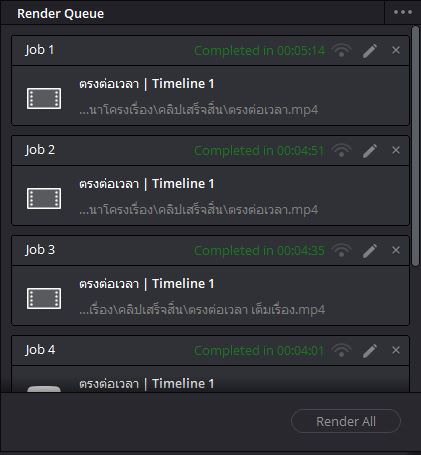 Render Queue
Job 1 Completed in 00:05:14
ตรงต่อเวลา | Timeline 1
...นาโครงเรื่อง\คลิปเสร็จสิ้น\ตรงต่อเวลา.mp4
Job 2 Completed in 00:04:51
ตรงต่อเวลา | Timeline 1
...นาโครงเรื่อง\คลิปเสร็จสิ้น\ตรงต่อเวลา.mp4
Job 3 Completed in 00:04:35
ตรงต่อเวลา | Timeline 1
...เรื่อง\คลิปเสร็จสิ้น\ตรงต่อเวลา เต็มเรื่อง.mp4
Job 4 Completed in 00:04:01
ตรงต่อเวลา | Timeline 1
Render All